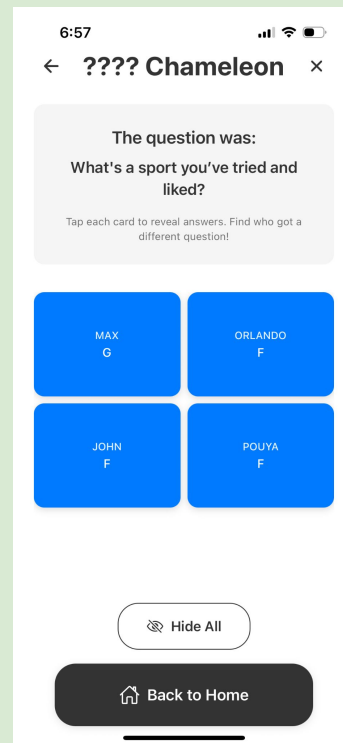 6:57
???? Chameleon
The question was:
What's a sport you’ve tried and
liked?
Tap each card to reveal answers. Find who got a
different question!
MAX
G
ORLANDO
F
JOHN
F
POUYA
F
Hide All
Back to Home